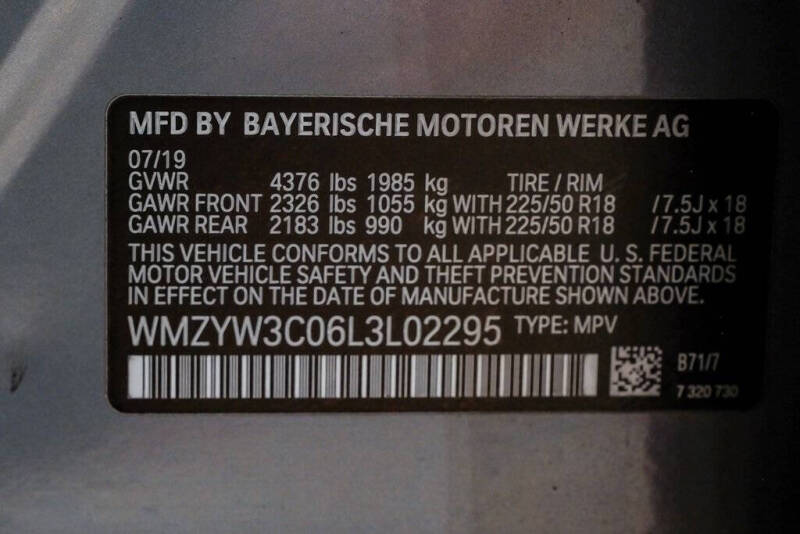 MFD BY BAYERISCHE MOTOREN WERKE AG
07/19
GVWR 4376 lbs 1985 kg TIRE / RIM
GAWR FRONT 2326 lbs 1055 kg WITH 225/50 R18 /7.5J x 18
GAWR REAR 2183 lbs 990 kg WITH 225/50 R18 /7.5J x 18
THIS VEHICLE CONFORMS TO ALL APPLICABLE U. S. FEDERAL
MOTOR VEHICLE SAFETY AND THEFT PREVENTION STANDARDS
IN EFFECT ON THE DATE OF MANUFACTURE SHOWN ABOVE.
WMZYW3C06L3L02295 TYPE: MPV
B71/7
7 320 730